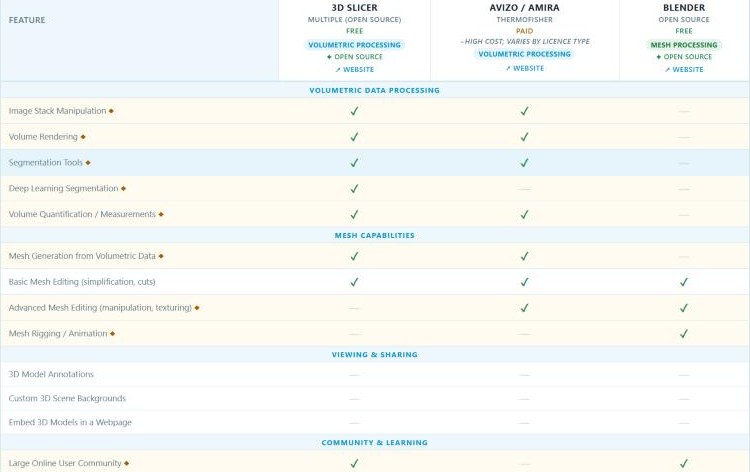 FEATURE
3D SLICER
MULTIPLE (OPEN SOURCE)
FREE
VOLUMETRIC PROCESSING
✦ OPEN SOURCE
↗ WEBSITE
AVIZO / AMIRA
THERMOFISHER
PAID
~HIGH COST; VARIES BY LICENCE TYPE
VOLUMETRIC PROCESSING
↗ WEBSITE
BLENDER
OPEN SOURCE
FREE
MESH PROCESSING
✦ OPEN SOURCE
↗ WEBSITE
VOLUMETRIC DATA PROCESSING
Image Stack Manipulation ◆ ✓ ✓ —
Volume Rendering ◆ ✓ ✓ —
Segmentation Tools ◆ ✓ ✓ —
Deep Learning Segmentation ◆ ✓ — —
Volume Quantification / Measurements ◆ ✓ ✓ —
MESH CAPABILITIES
Mesh Generation from Volumetric Data ◆ ✓ ✓ —
Basic Mesh Editing (simplification, cuts) ✓ ✓ ✓
Advanced Mesh Editing (manipulation, texturing) ◆ — ✓ ✓
Mesh Rigging / Animation ◆ — — ✓
VIEWING & SHARING
3D Model Annotations — — —
Custom 3D Scene Backgrounds — — —
Embed 3D Models in a Webpage — — —
COMMUNITY & LEARNING
Large Online User Community ◆ ✓ — ✓